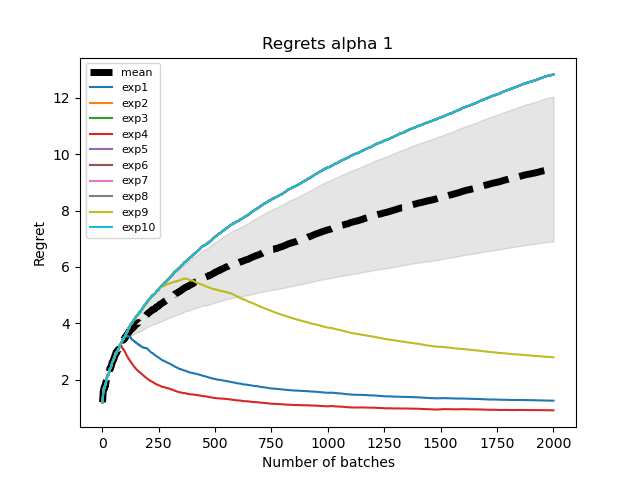 Regrets alpha 1
mean
exp1
exp2
exp3
exp4
exp5
exp6
exp7
exp8
exp9
exp10
Regret
12
10
8
6
4
2
0
250
500
750
1000
1250
1500
1750
2000
Number of batches